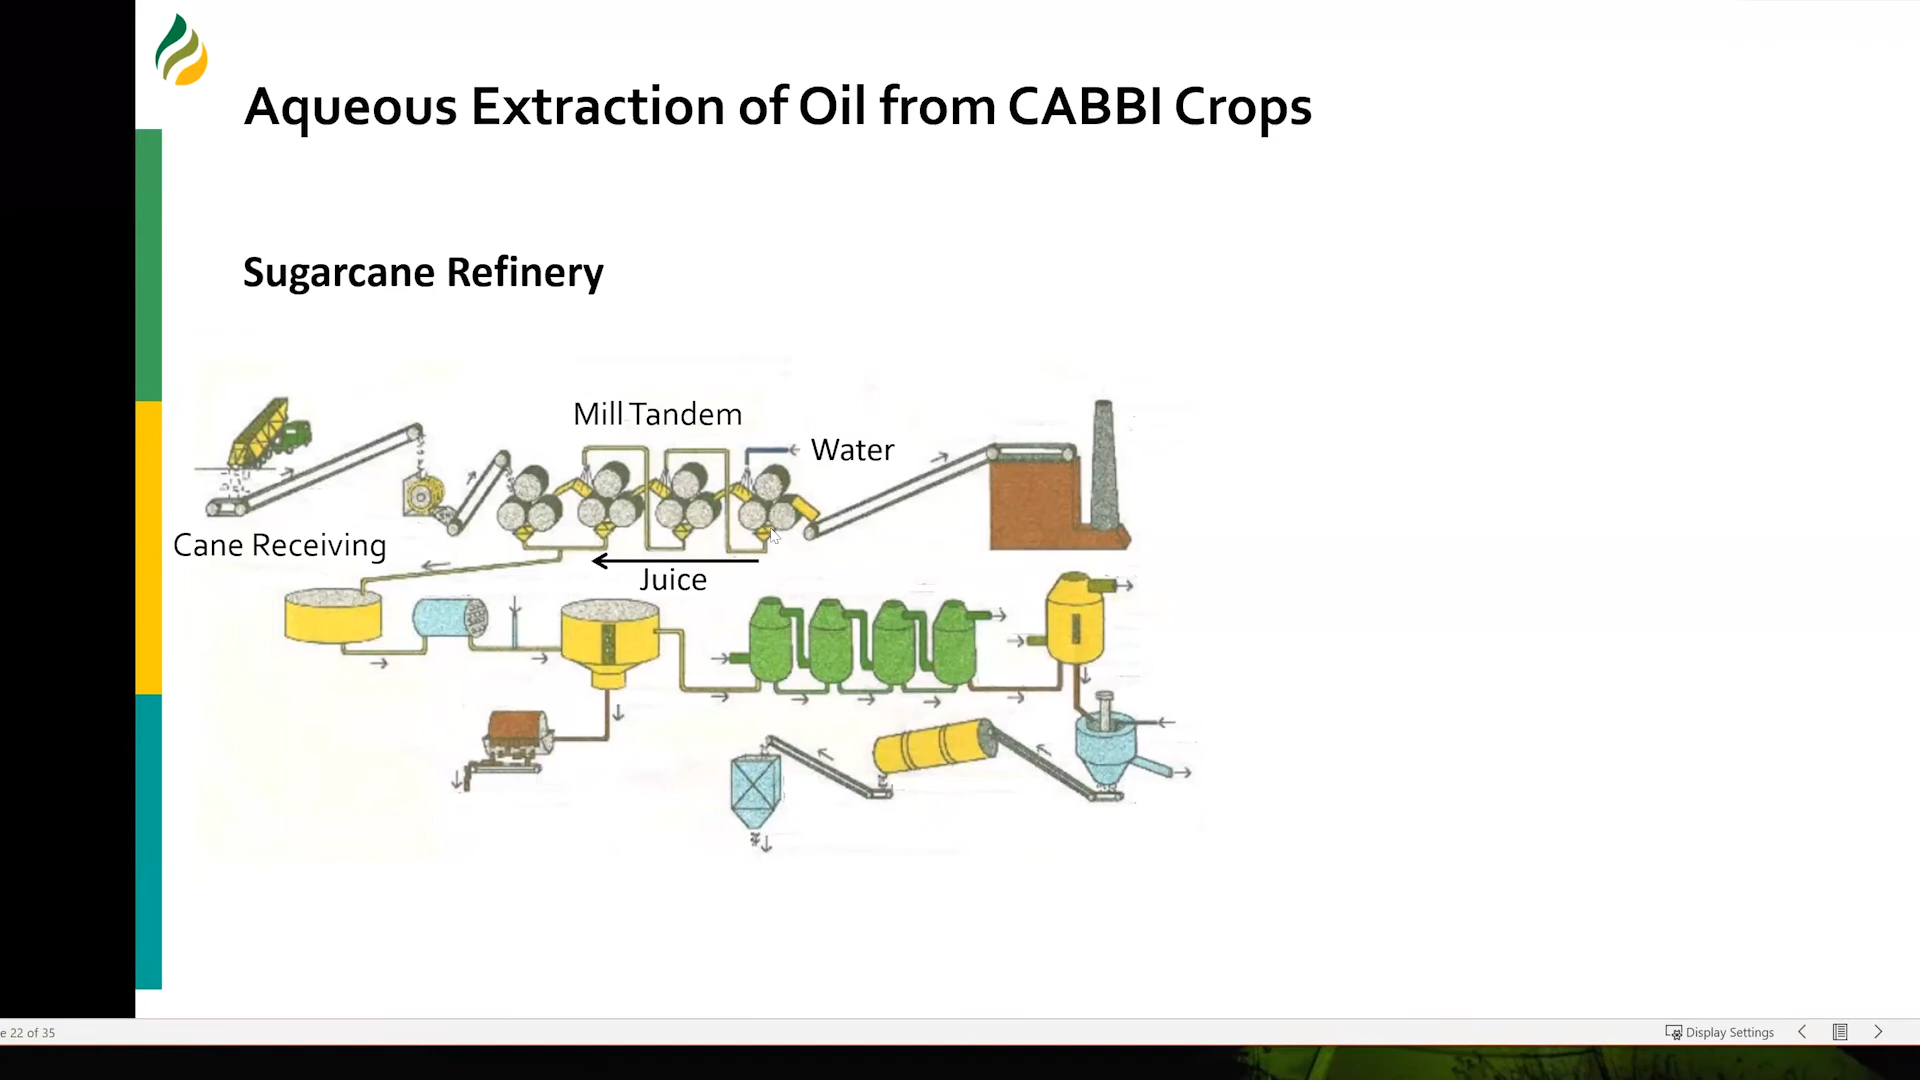 Aqueous Extraction of Oil from CABBI Crops
Sugarcane Refinery
Mill Tandem
Water
Cane Receiving
Juice
e 22 of 35
Display Settings